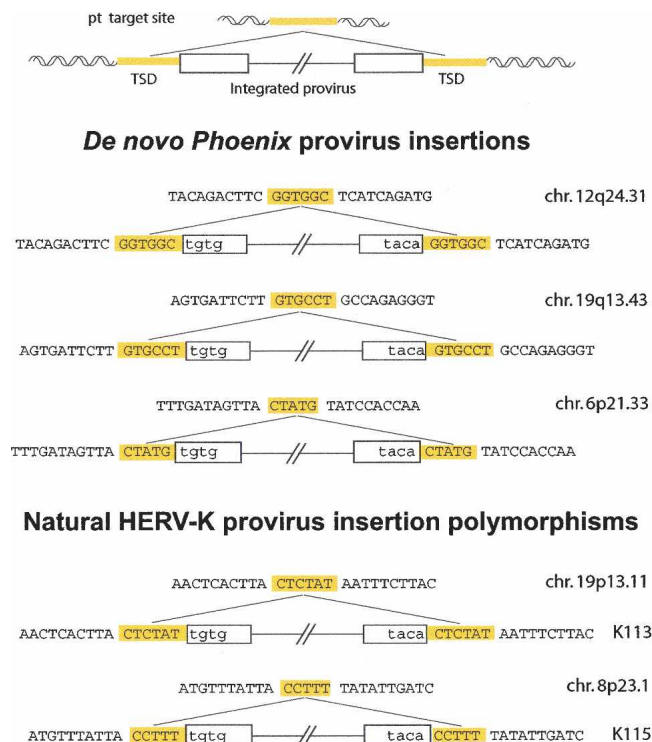 pt target site
TSD
Integrated provirus
TSD
De novo Phoenix provirus insertions
TACAGACTTC GGTGGC TCATCAGATG chr.12q24.31
TACAGACTTC GGTGGC tgtg taca GGTGGC TCATCAGATG
AGTGATTCTT GTGCCT GCCAGAGGGT chr.19q13.43
AGTGATTCTT GTGCCT tgtg taca GTGCCT GCCAGAGGGT
TTTGATAGTTA CTATG TATCCACCAA chr.6p21.33
TTTGATAGTTA CTATG tgtg taca CTATG TATCCACCAA
Natural HERV-K provirus insertion polymorphisms
AACTCACTTA CTCTAT AATTTCTTAC chr.19p13.11
AACTCACTTA CTCTAT tgtg taca CTCTAT AATTTCTTAC K113
ATGTTTATTA CCTTT TATATTGATC chr.8p23.1
ATGTTTATTA CCTTT tgtg taca CCTTT TATATTGATC K115